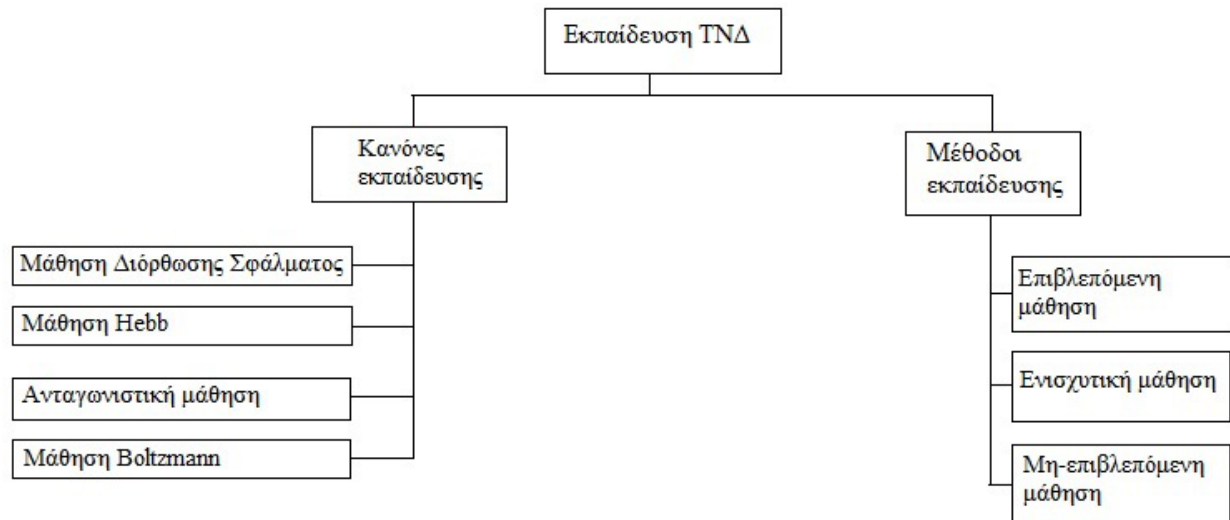 Εκπαίδευση ΤΝΔ
Κανόνες
εκπαίδευσης
Μάθηση Διόρθωσης Σφάλματος
Μάθηση Hebb
Ανταγωνιστική μάθηση
Μάθηση Boltzmann
Μέθοδοι
εκπαίδευσης
Επιβλεπόμενη
μάθηση
Ενισχυτική μάθηση
Μη-επιβλεπόμενη
μάθηση